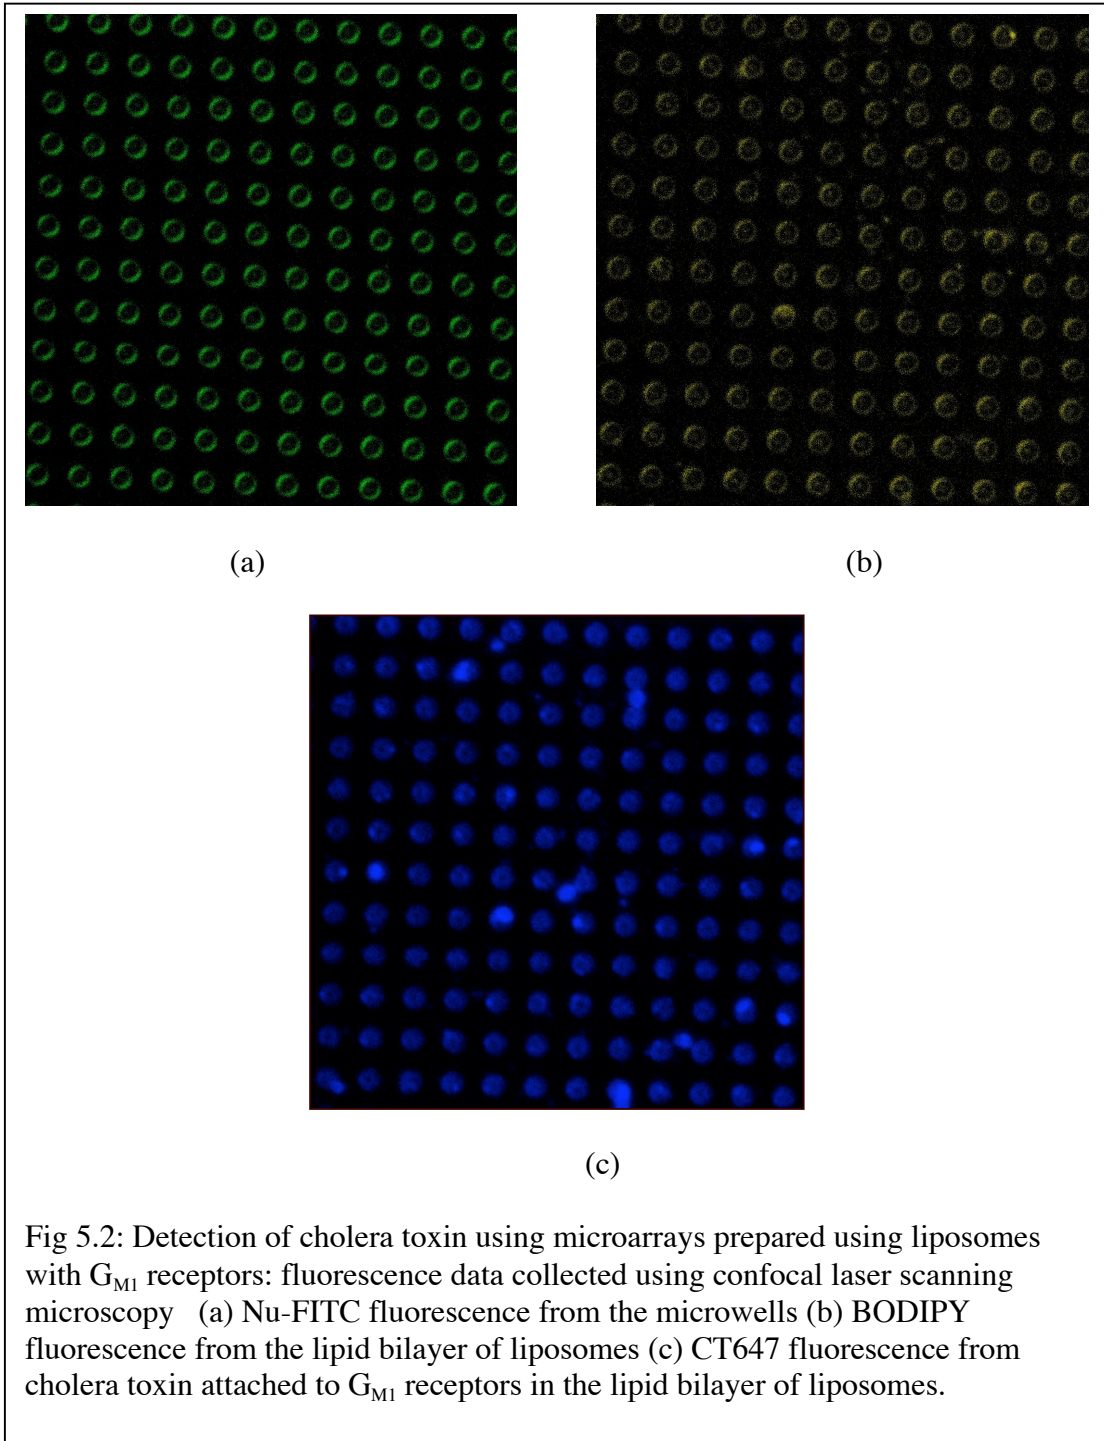 (a)
(b)
(c)
Fig 5.2: Detection of cholera toxin using microarrays prepared using liposomes
with GM1 receptors: fluorescence data collected using confocal laser scanning
microscopy (a) Nu-FITC fluorescence from the microwells (b) BODIPY
fluorescence from the lipid bilayer of liposomes (c) CT647 fluorescence from
cholera toxin attached to GM1 receptors in the lipid bilayer of liposomes.